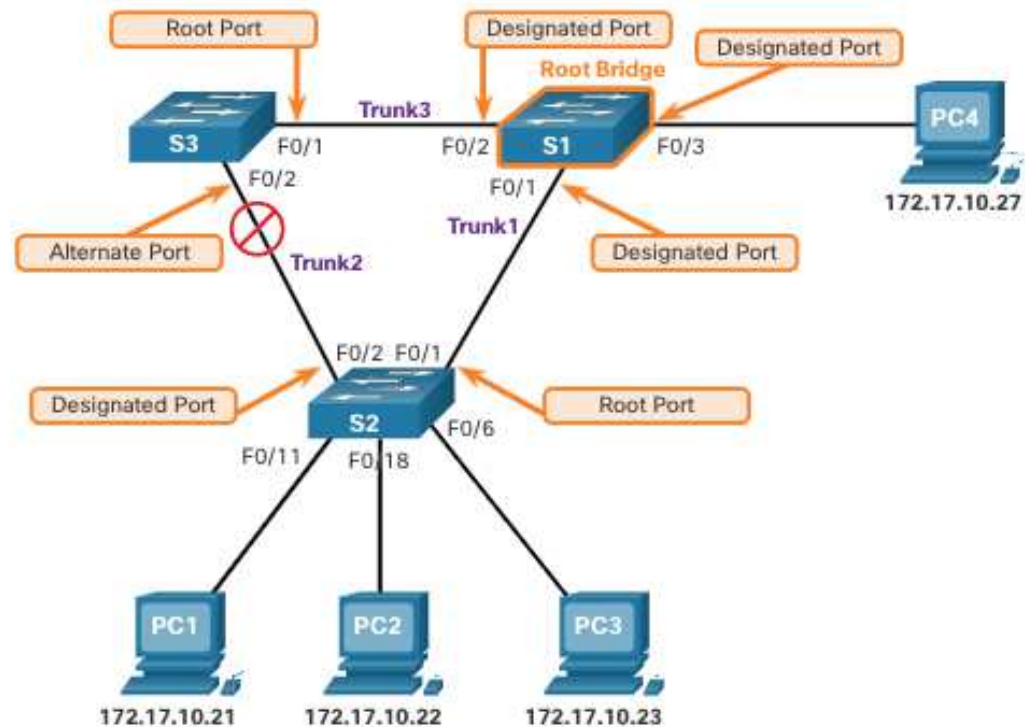 Root Port
Designated Port
Designated Port
Root Bridge
Trunk3
S3
F0/1
F0/2
S1
F0/3
PC4
F0/2
F0/1
172.17.10.27
Alternate Port
Trunk1
Designated Port
Trunk2
F0/2
F0/1
Designated Port
Root Port
S2
F0/6
F0/11
F0/18
PC1
PC2
PC3
172.17.10.21
172.17.10.22
172.17.10.23